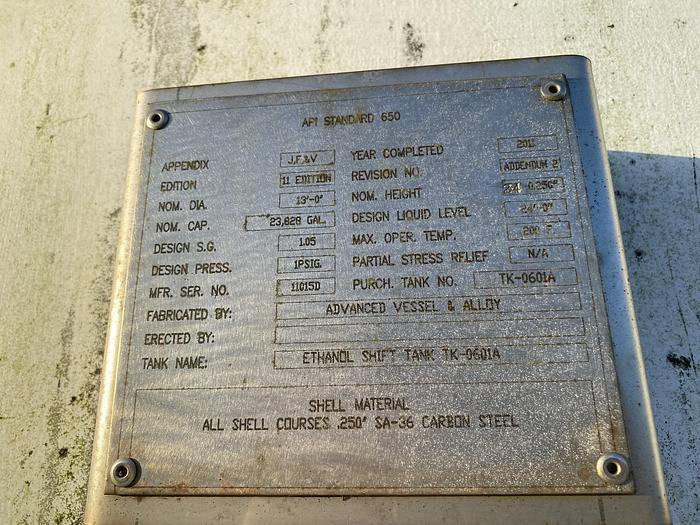 API STANDARD 650
APPENDIX J,F,&V YEAR COMPLETED 2011
EDITION 11 EDITION REVISION NO. ADDENDUM 2
NOM. DIA. 13'-0" NOM. HEIGHT
NOM. CAP. 23,828 GAL. DESIGN LIQUID LEVEL 24'-0"
DESIGN S.G. 1.05 MAX. OPER. TEMP. 200 F
DESIGN PRESS. 1PSIG. PARTIAL STRESS RELIEF N/A
MFR. SER. NO. 11015D PURCH. TANK NO. TK-0601A
FABRICATED BY: ADVANCED VESSEL & ALLOY
ERECTED BY:
TANK NAME: ETHANOL SHIFT TANK TK-0601A
SHELL MATERIAL
ALL SHELL COURSES .250" SA-36 CARBON STEEL